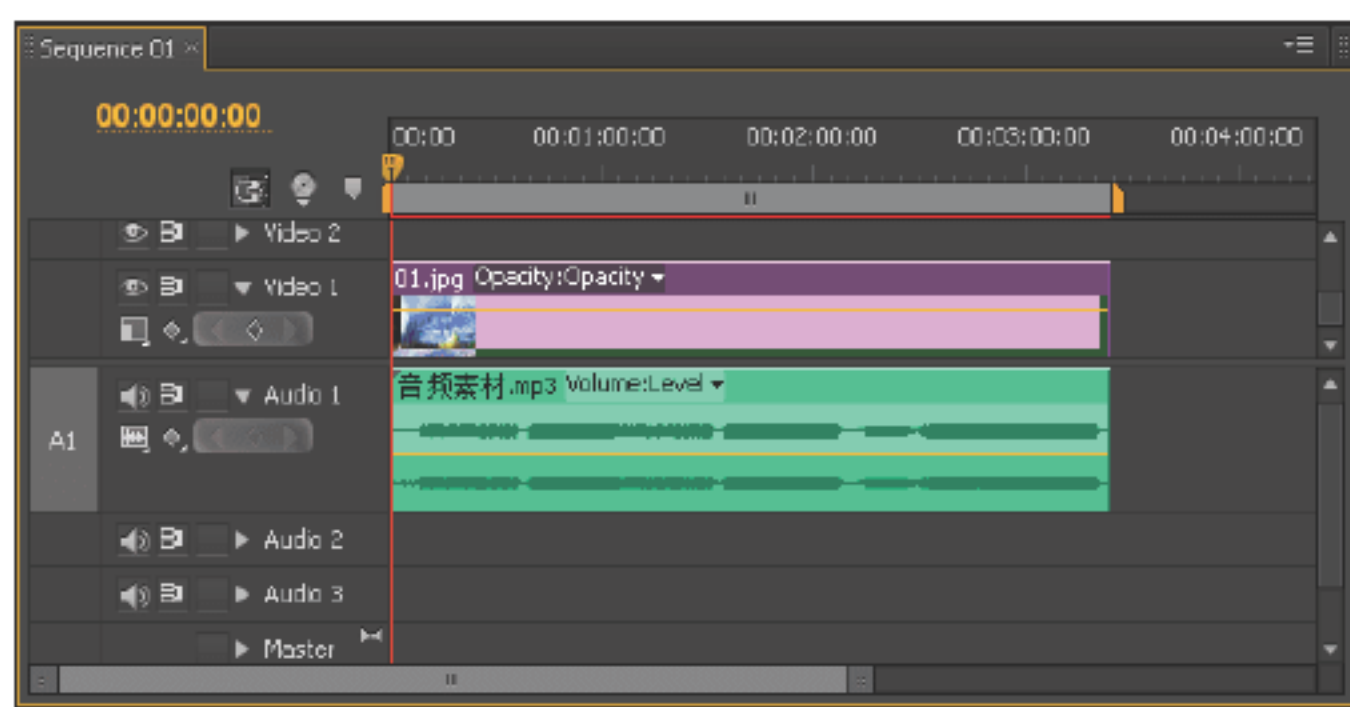 Sequence 01
00:00:00:00
00:00 00:01:00:00 00:02:00:00 00:03:00:00 00:04:00:00
Video 2
Video 1
01.jpg Opacity:Opacity
A1
Audio 1
音频素材.mp3 Volume:Level
Audio 2
Audio 3
Master